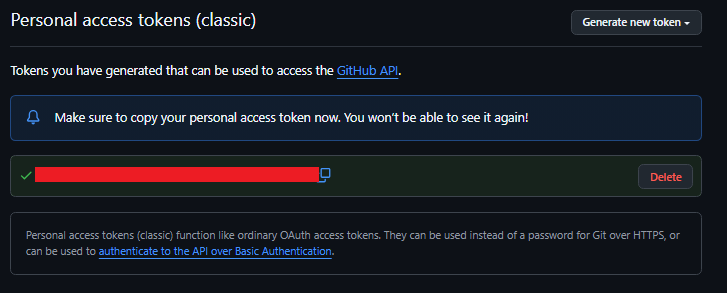 Personal access tokens (classic)
Generate new token
Tokens you have generated that can be used to access the GitHub API.
Make sure to copy your personal access token now. You won't be able to see it again!
Delete
Personal access tokens (classic) function like ordinary OAuth access tokens. They can be used instead of a password for Git over HTTPS, or
can be used to authenticate to the API over Basic Authentication.